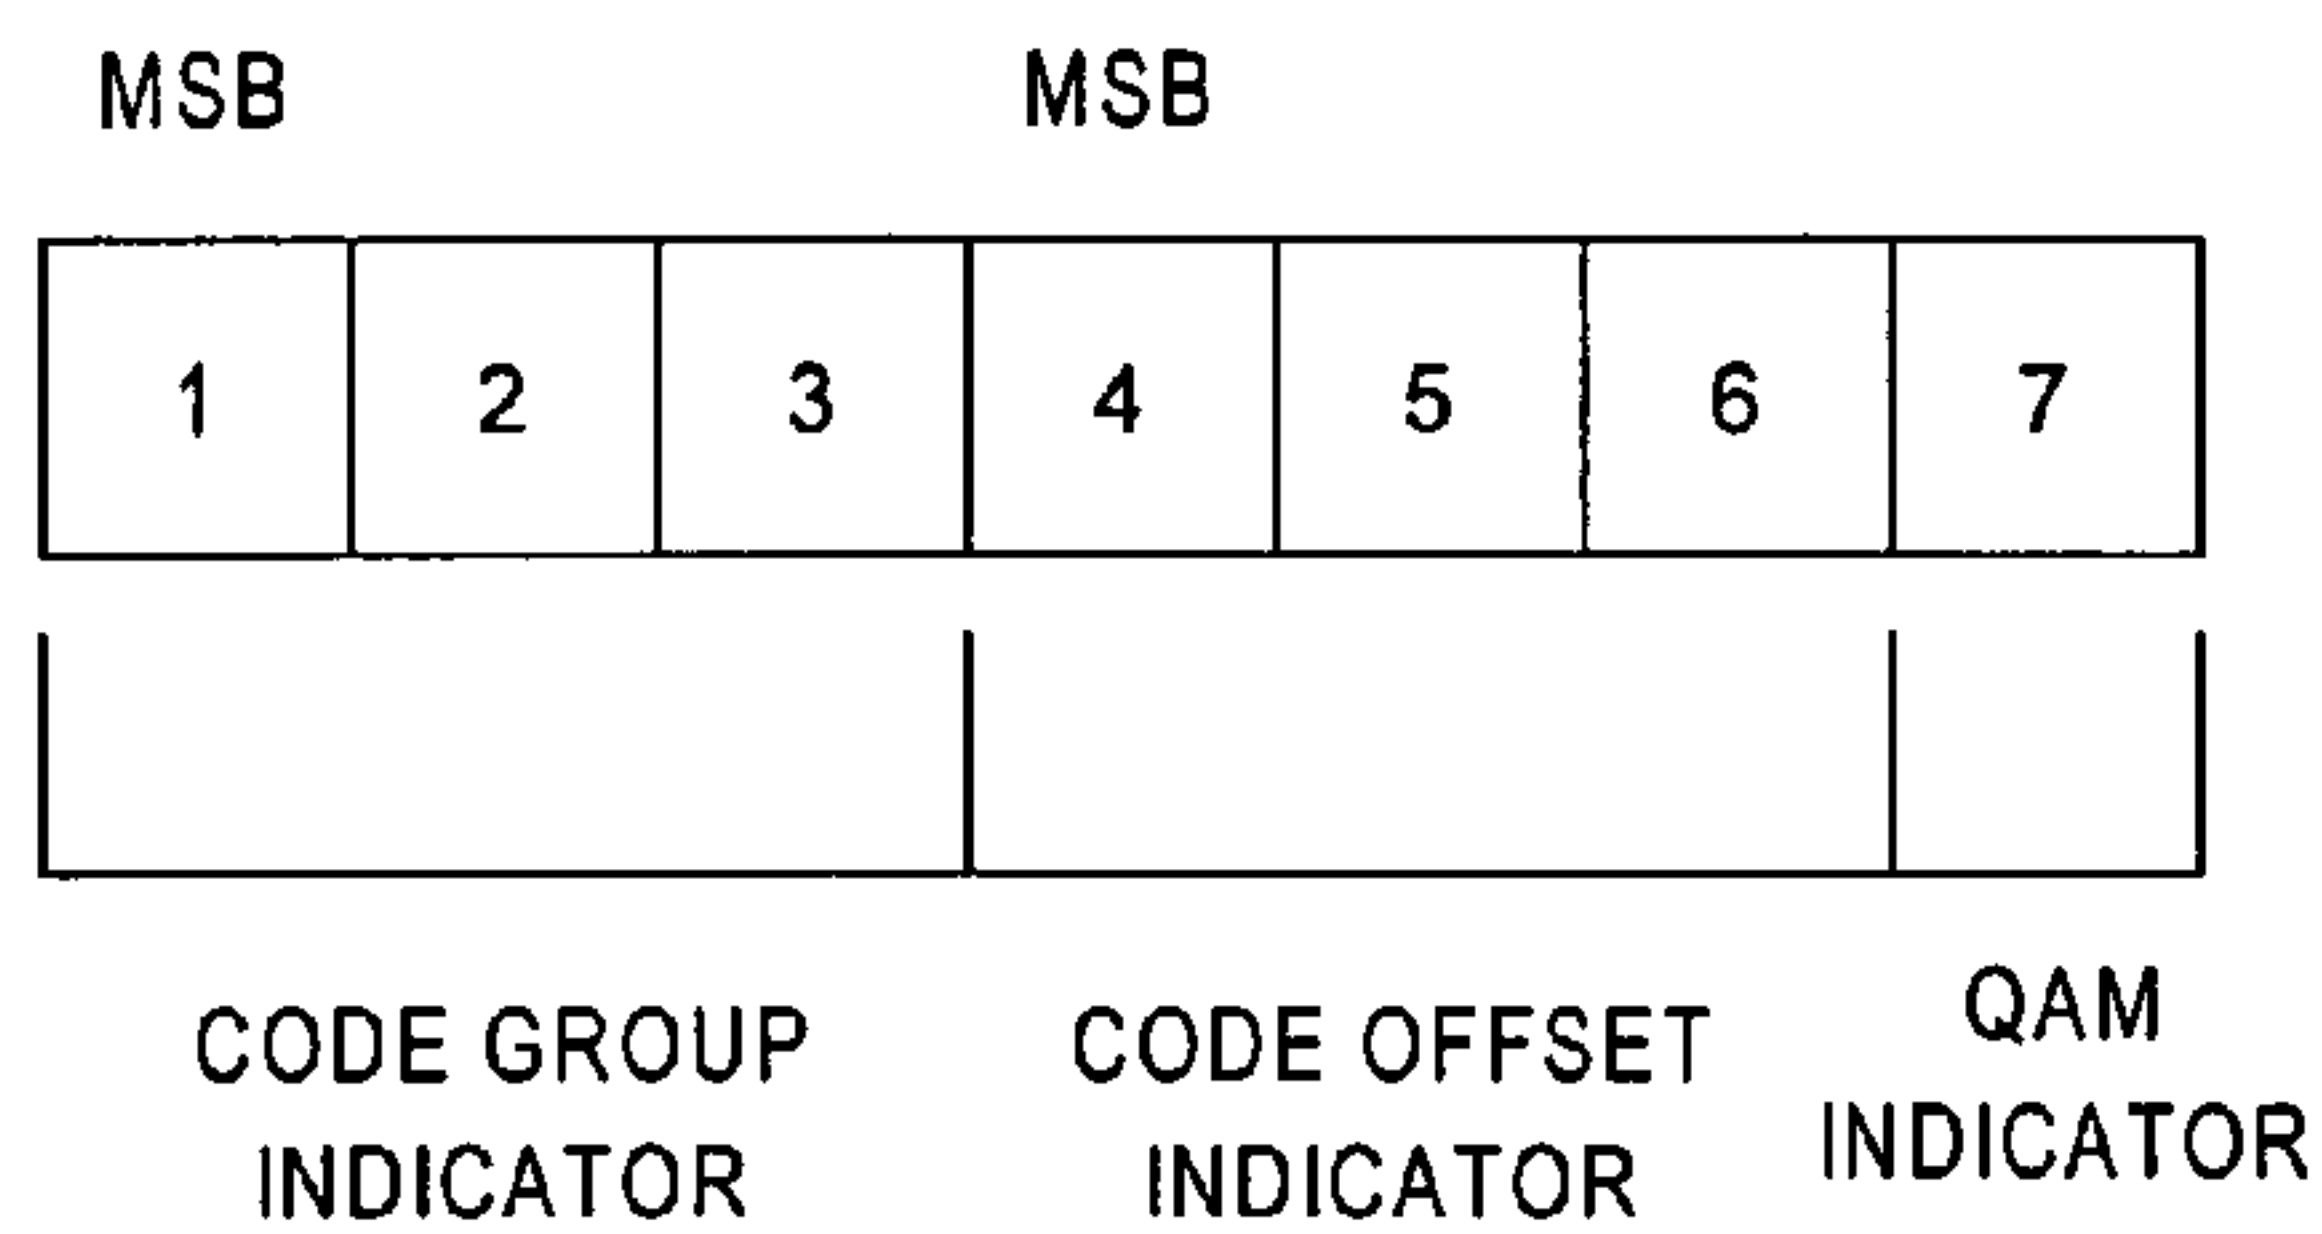 MSB MSB
1 2 3 4 5 6 7
CODE GROUP INDICATOR
CODE OFFSET INDICATOR
QAM INDICATOR